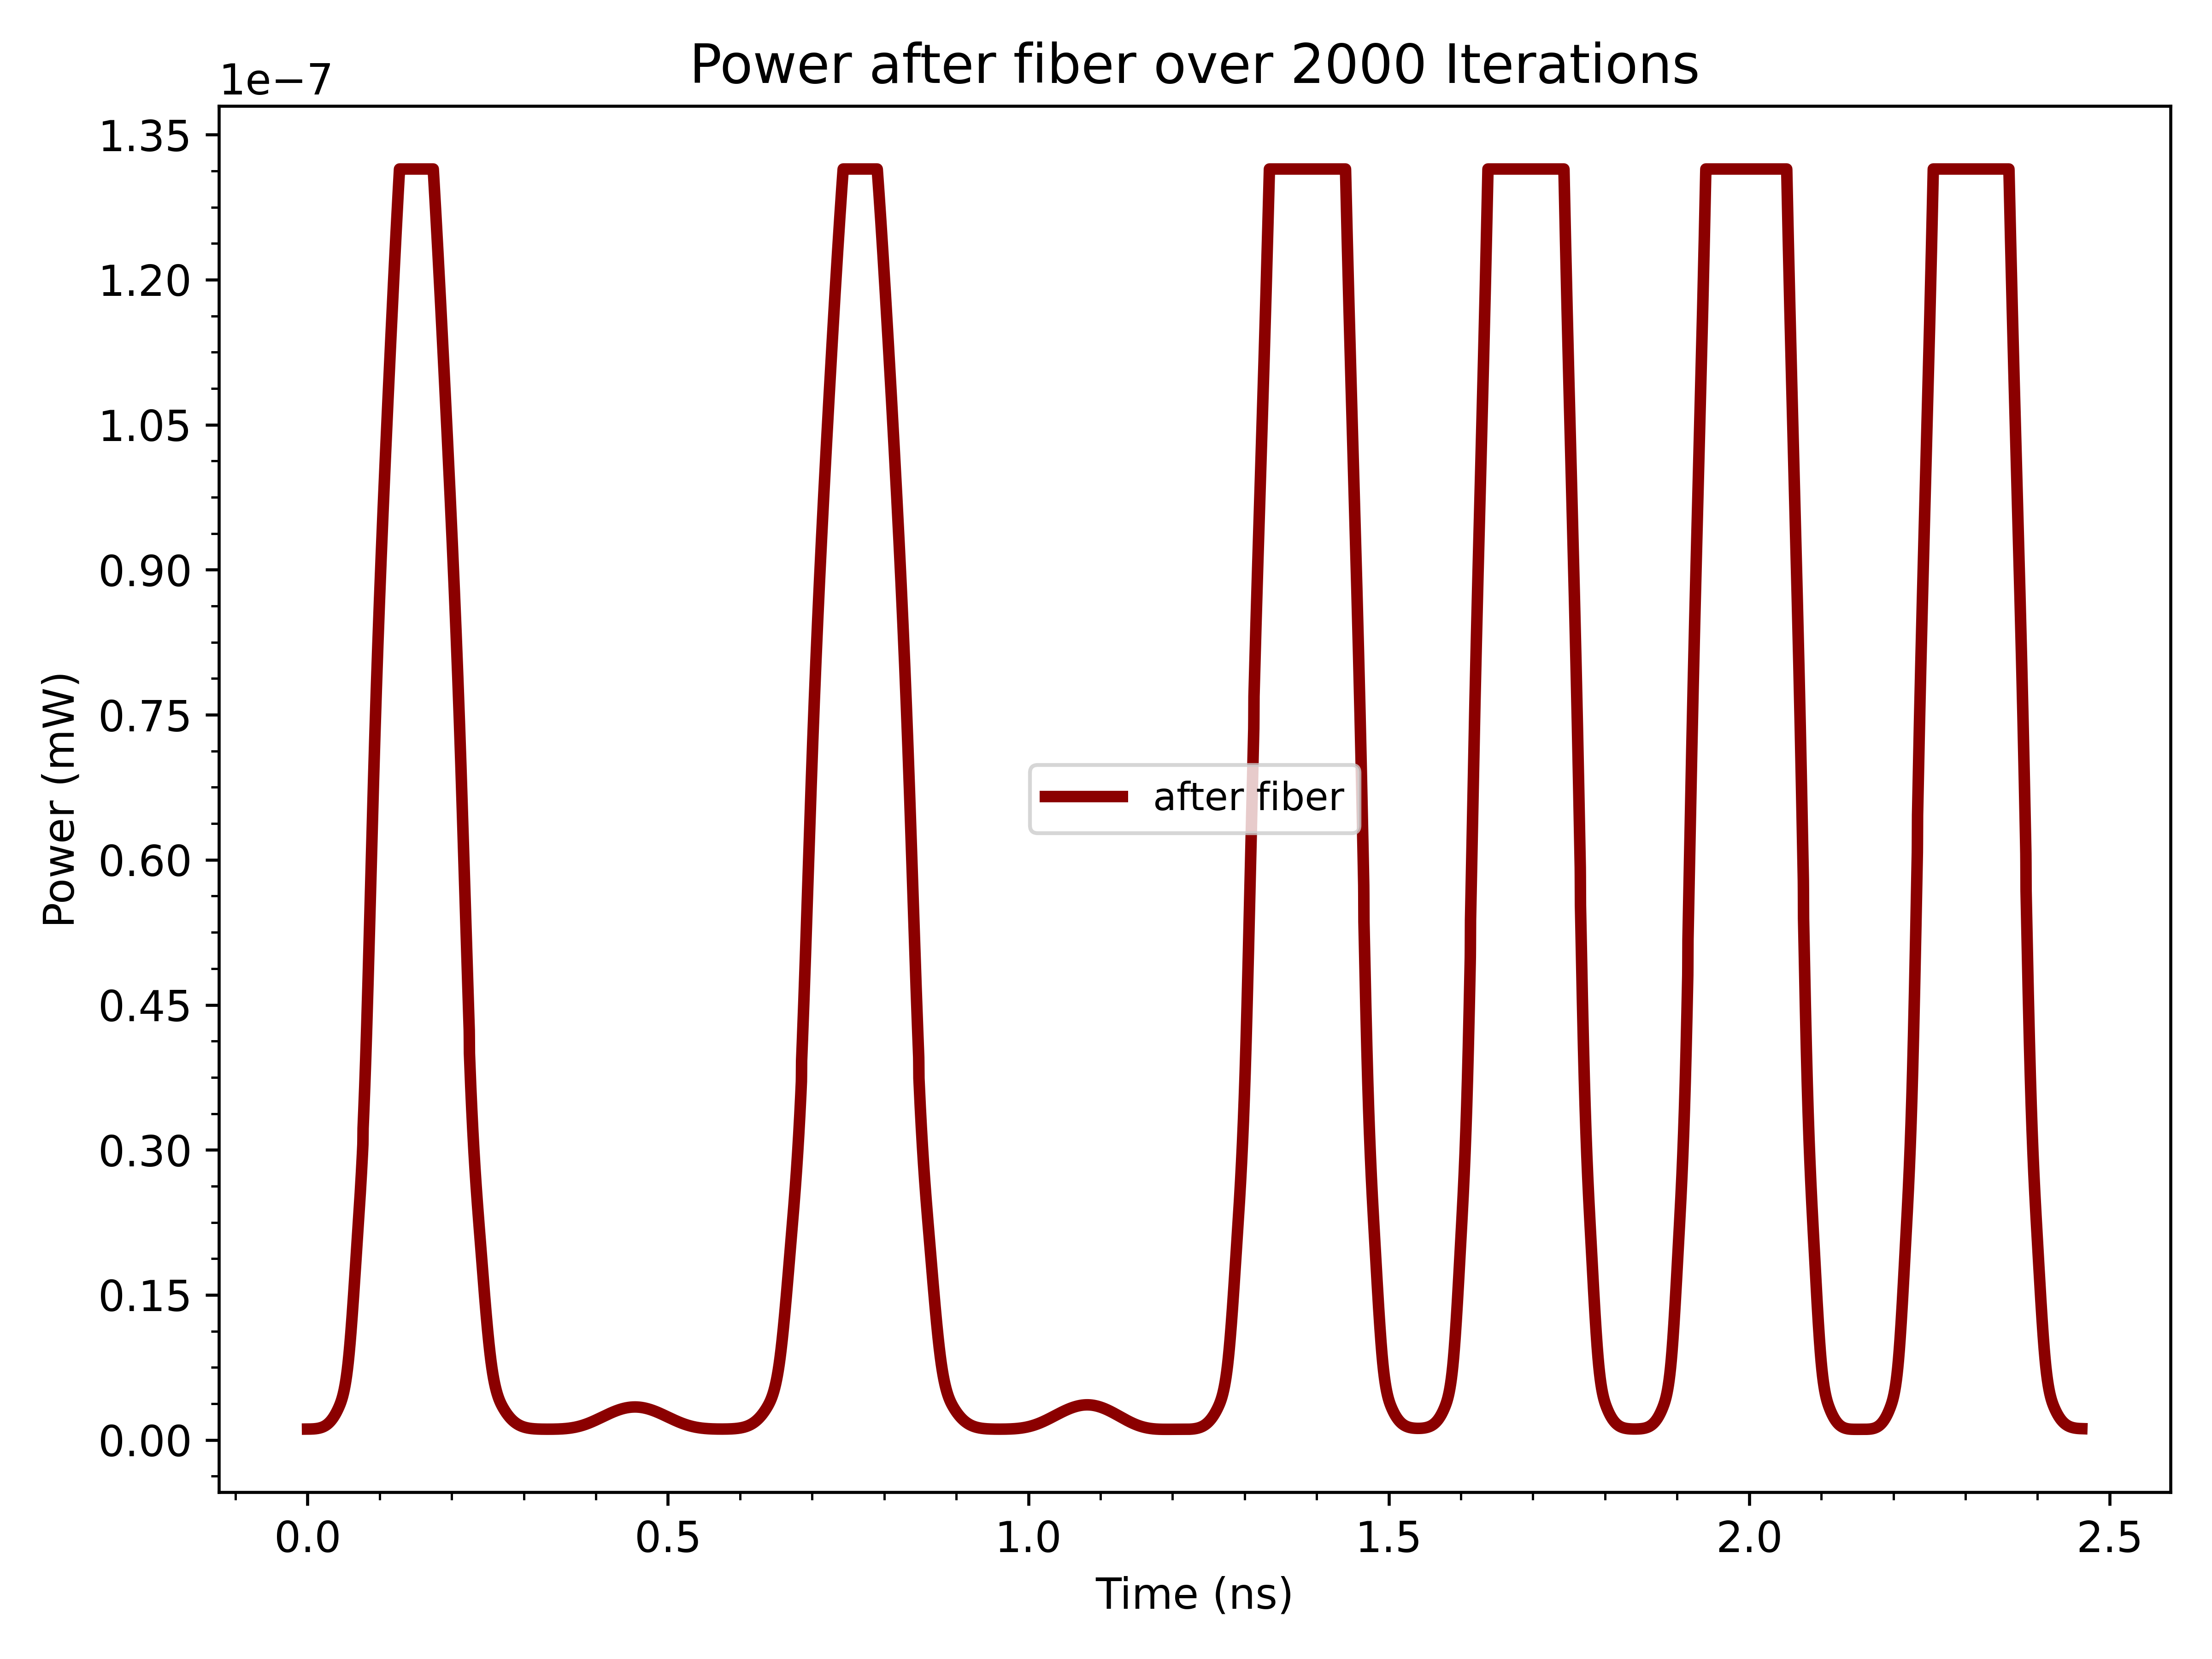 Power after fiber over 2000 Iterations
1e−7
1.35
1.20
1.05
0.90
0.75
0.60
0.45
0.30
0.15
0.00
Power (mW)
after fiber
0.0 0.5 1.0 1.5 2.0 2.5
Time (ns)